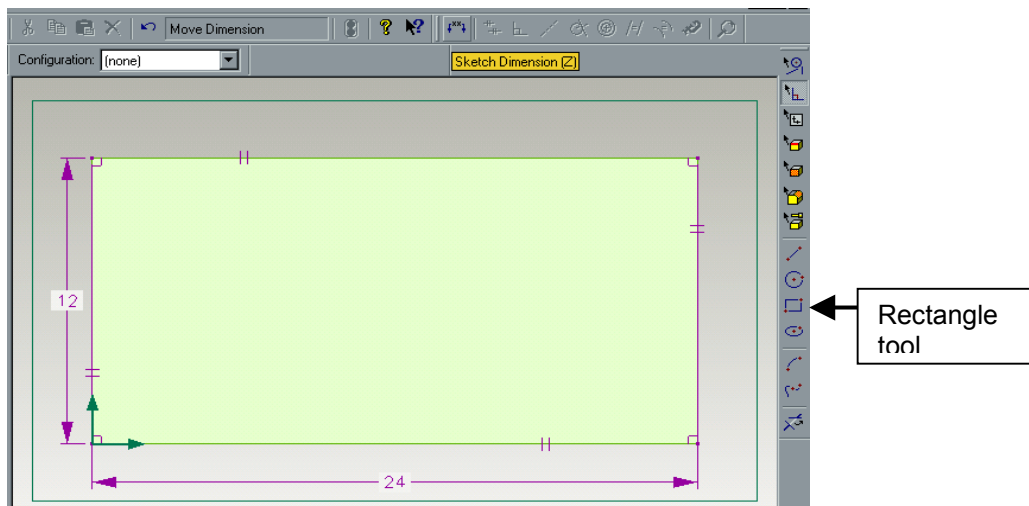 Move Dimension
Configuration: (none)
Sketch Dimension (Z)
12
24
Rectangle
tool